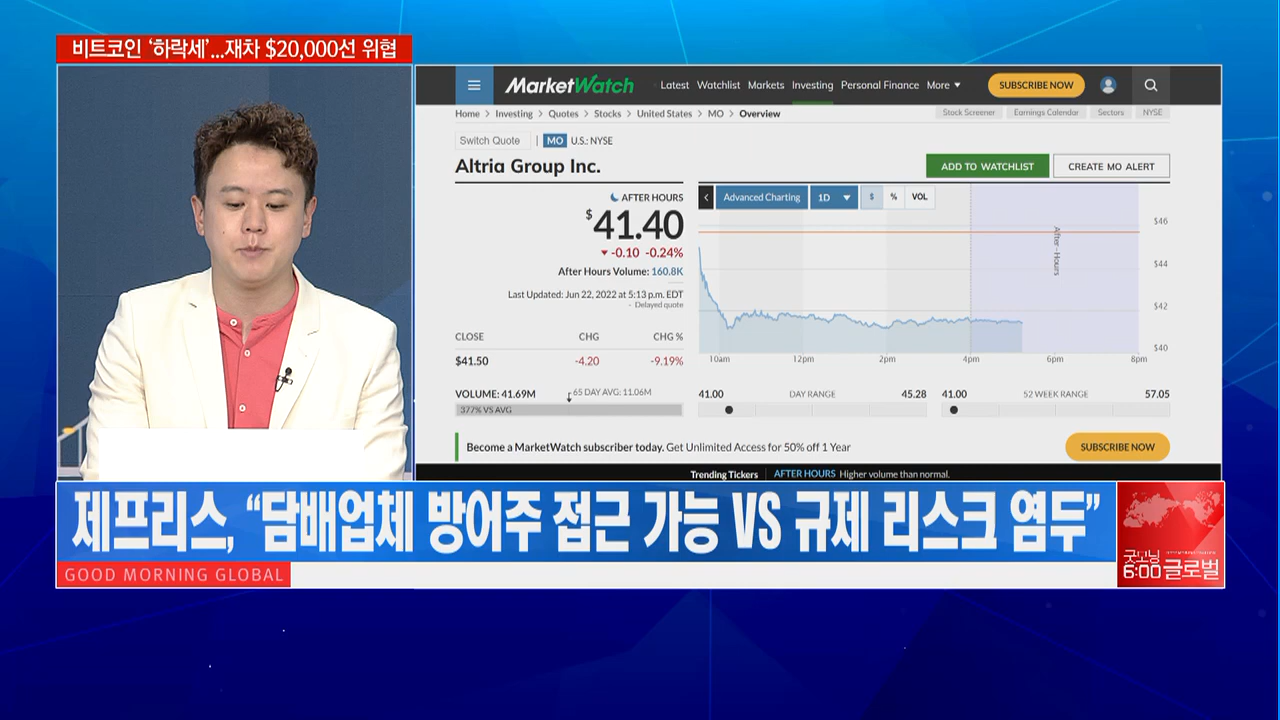 비트코인 ‘하락세’...재차 $20,000선 위협
MarketWatch Latest Watchlist Markets Investing Personal Finance More SUBSCRIBE NOW
Home > Investing > Quotes > Stocks > United States > MO > Overview Stock Screener Earnings Calendar Sectors NYSE
Switch Quote | MO U.S.: NYSE
Altria Group Inc. ADD TO WATCHLIST CREATE MO ALERT
AFTER HOURS
$41.40
-0.10 -0.24%
After Hours Volume: 160.8K
Last Updated: Jun 22, 2022 at 5:13 p.m. EDT
- Delayed quote
CLOSE CHG CHG %
$41.50 -4.20 -9.19%
VOLUME: 41.69M 65 DAY AVG: 11.06M
377% VS AVG
Advanced Charting 1D $ % VOL
After-Hours
$46
$44
$42
$40
10am 12pm 2pm 4pm 6pm 8pm
41.00 DAY RANGE 45.28 41.00 52 WEEK RANGE 57.05
Become a MarketWatch subscriber today. Get Unlimited Access for 50% off 1 Year SUBSCRIBE NOW
Trending Tickers | AFTER HOURS Higher volume than normal.
제프리스, “담배업체 방어주 접근 가능 VS 규제 리스크 염두”
GOOD MORNING GLOBAL
굿모닝
6:00 글로벌